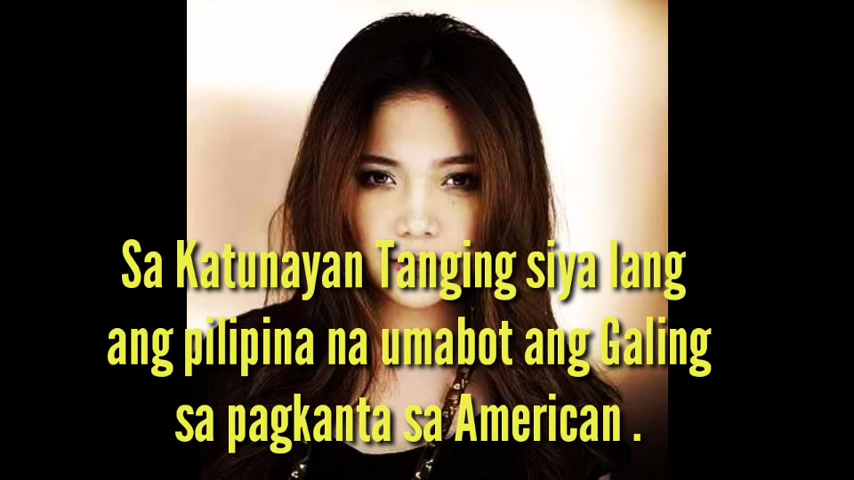 Sa Katunayan Tanging siya lang
ang pilipina na umabot ang Galing
sa pagkanta sa American .